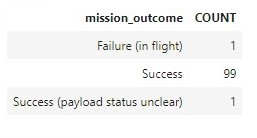 mission_outcome COUNT
Failure (in flight) 1
Success 99
Success (payload status unclear) 1